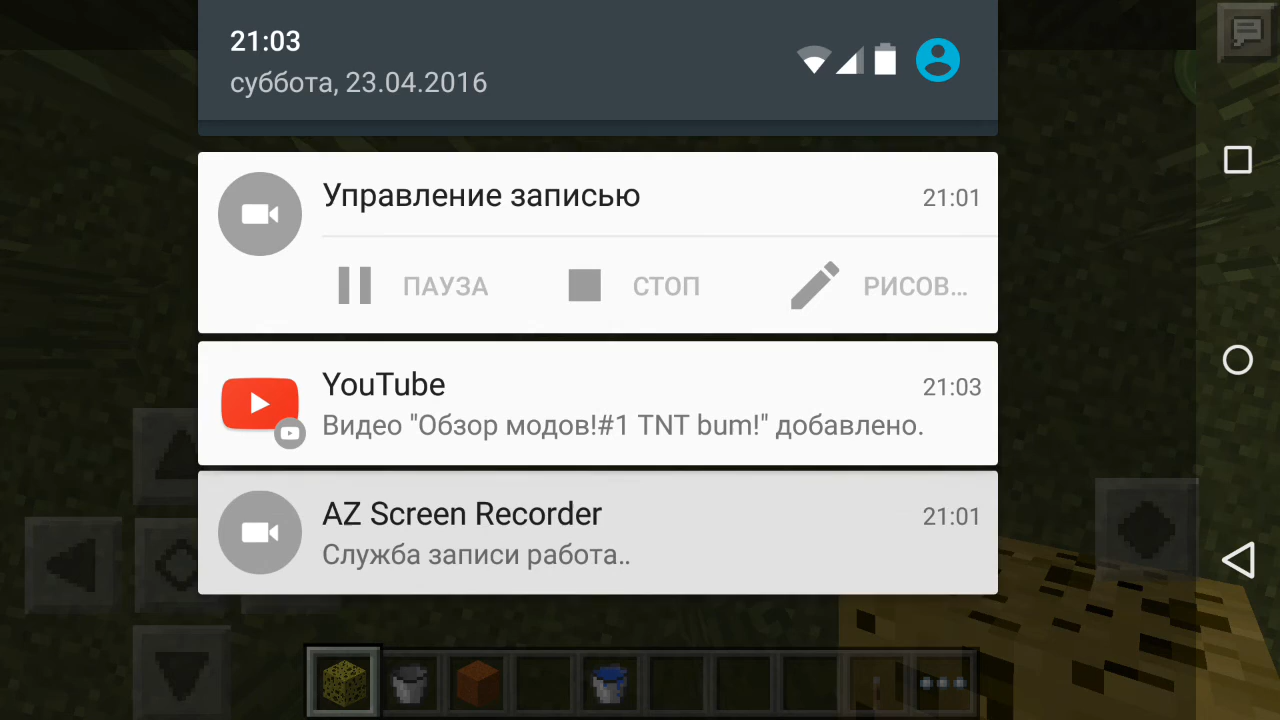 21:03
суббота, 23.04.2016
Управление записью
21:01
ПАУЗА
СТОП
РИСОВ...
YouTube
21:03
Видео "Обзор модов!#1 TNT bum!" добавлено.
AZ Screen Recorder
21:01
Служба записи работа..